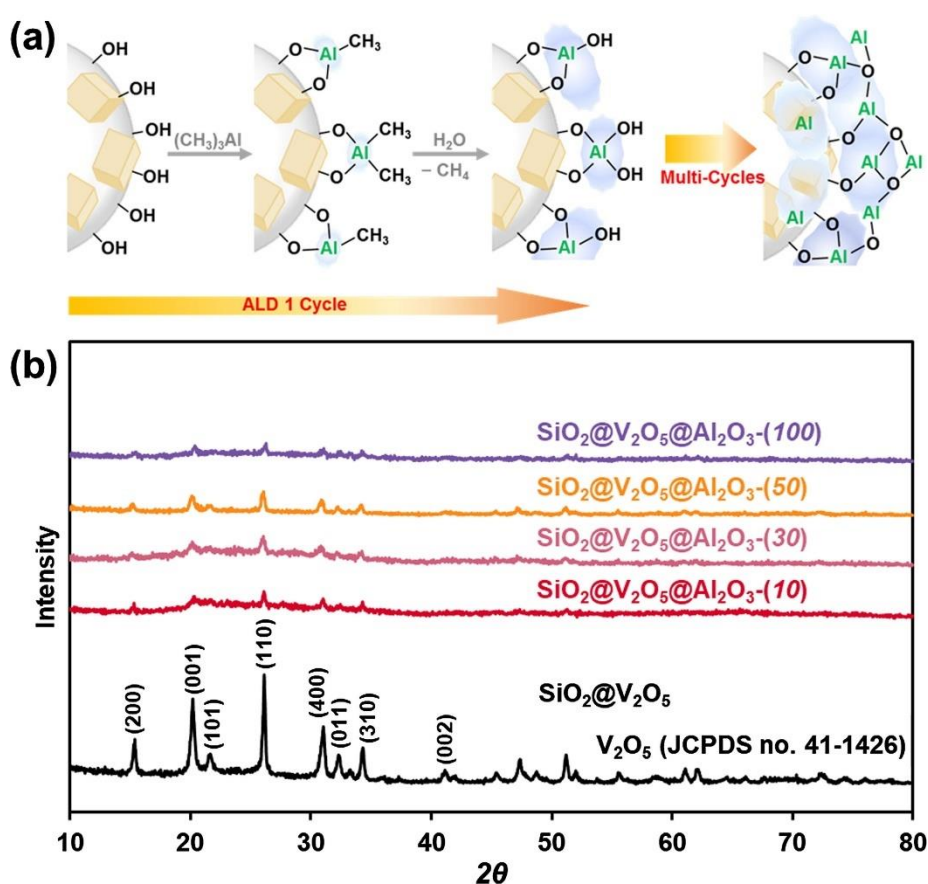 (a)
OH
OH
OH
OH
OH
OH
(CH₃)₃Al
O
Al
CH₃
O
O
Al
CH₃
CH₃
O
O
O
Al
CH₃
H₂O
– CH₄
O
Al
OH
O
O
Al
OH
OH
O
O
O
Al
OH
Multi-Cycles
Al
O
Al
O
O
Al
Al
O
O
Al
Al
O
O
Al
Al
O
O
Al
O
ALD 1 Cycle
(b)
SiO₂@V₂O₅@Al₂O₃-(100)
SiO₂@V₂O₅@Al₂O₃-(50)
SiO₂@V₂O₅@Al₂O₃-(30)
SiO₂@V₂O₅@Al₂O₃-(10)
Intensity
(200)
(001)
(101)
(110)
(400)
(011)
(310)
(002)
SiO₂@V₂O₅
V₂O₅ (JCPDS no. 41-1426)
10 20 30 40 50 60 70 80
2θ